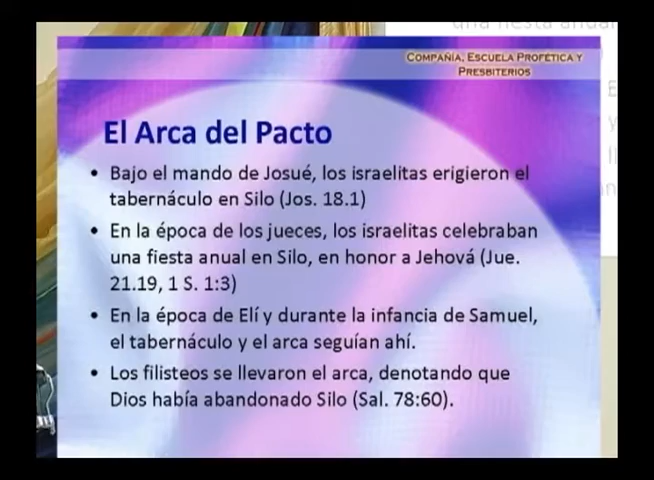 una fiesta anual
COMPAÑÍA, ESCUELA PROFÉTICA Y
PRESBITERIOS
El Arca del Pacto
• Bajo el mando de Josué, los israelitas erigieron el
tabernáculo en Silo (Jos. 18.1)
• En la época de los jueces, los israelitas celebraban
una fiesta anual en Silo, en honor a Jehová (Jue.
21.19, 1 S. 1:3)
• En la época de Elí y durante la infancia de Samuel,
el tabernáculo y el arca seguían ahí.
• Los filisteos se llevaron el arca, denotando que
Dios había abandonado Silo (Sal. 78:60).